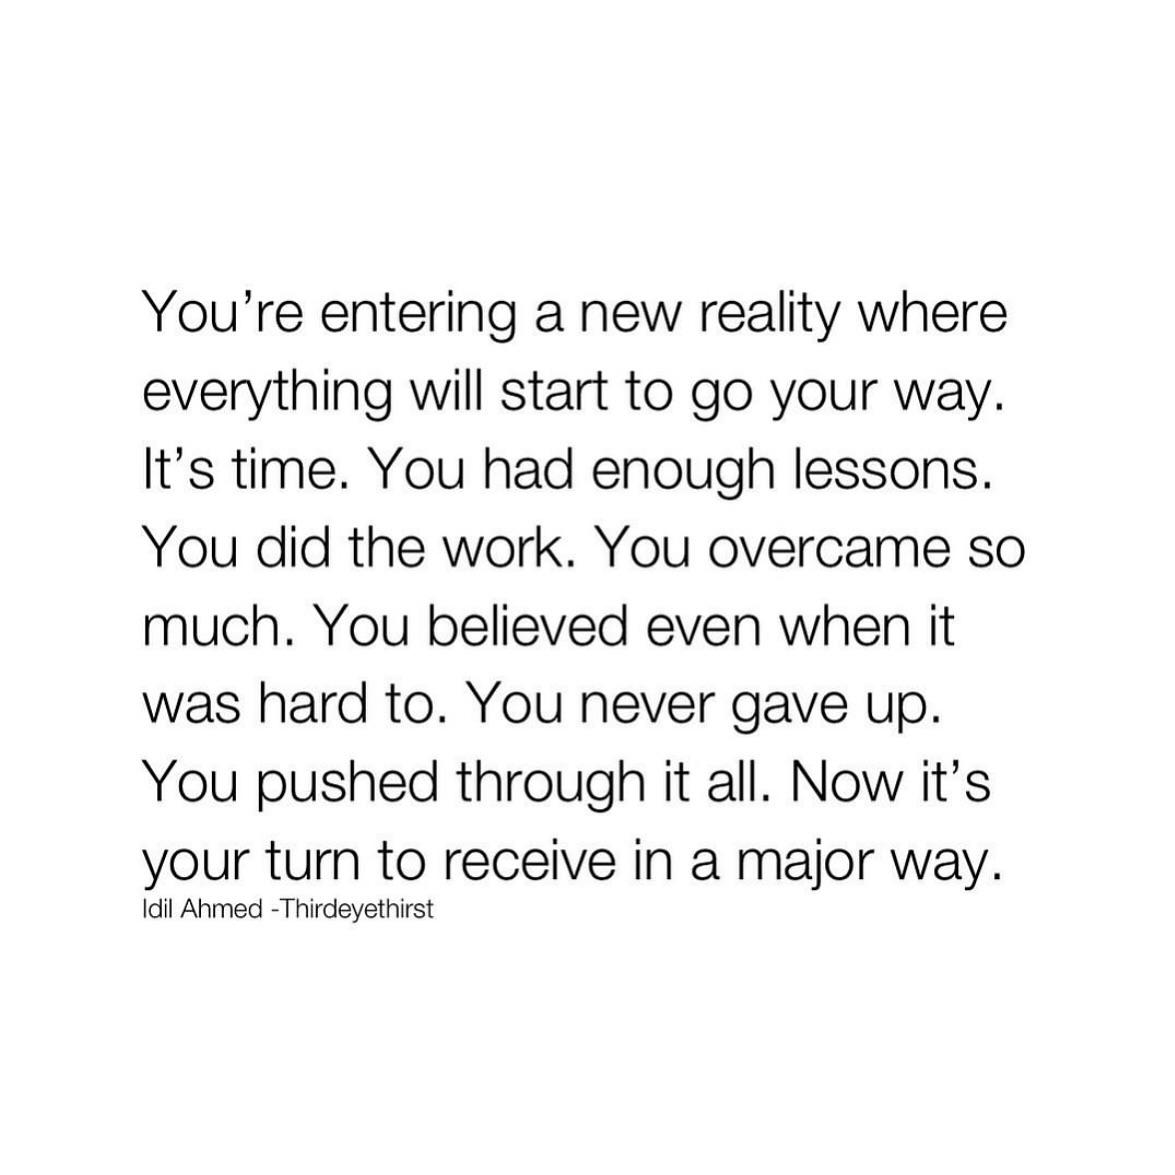 You’re entering a new reality where
everything will start to go your way.
It’s time. You had enough lessons.
You did the work. You overcame so
much. You believed even when it
was hard to. You never gave up.
You pushed through it all. Now it’s
your turn to receive in a major way.
Idil Ahmed -Thirdeyethirst